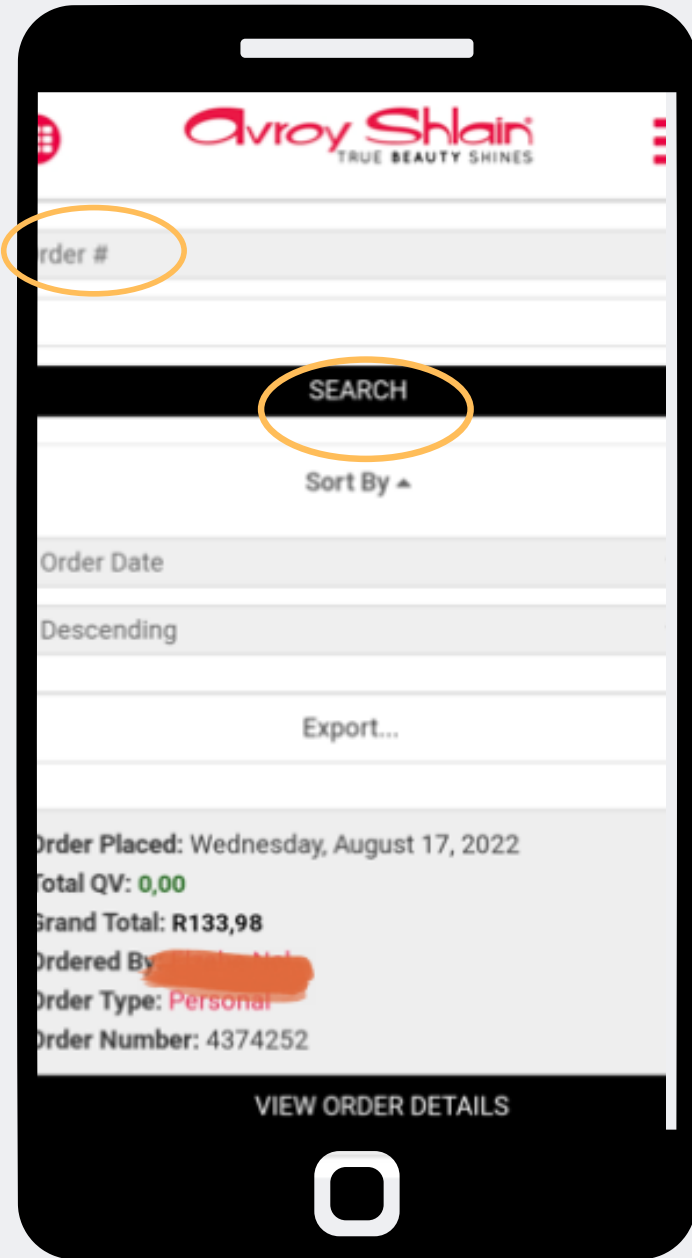 avroy Shlain
TRUE BEAUTY SHINES
rder #
SEARCH
Sort By
Order Date
Descending
Export...
Order Placed: Wednesday, August 17, 2022
Total QV: 0,00
Grand Total: R133,98
Ordered By
Order Type: Personal
Order Number: 4374252
VIEW ORDER DETAILS